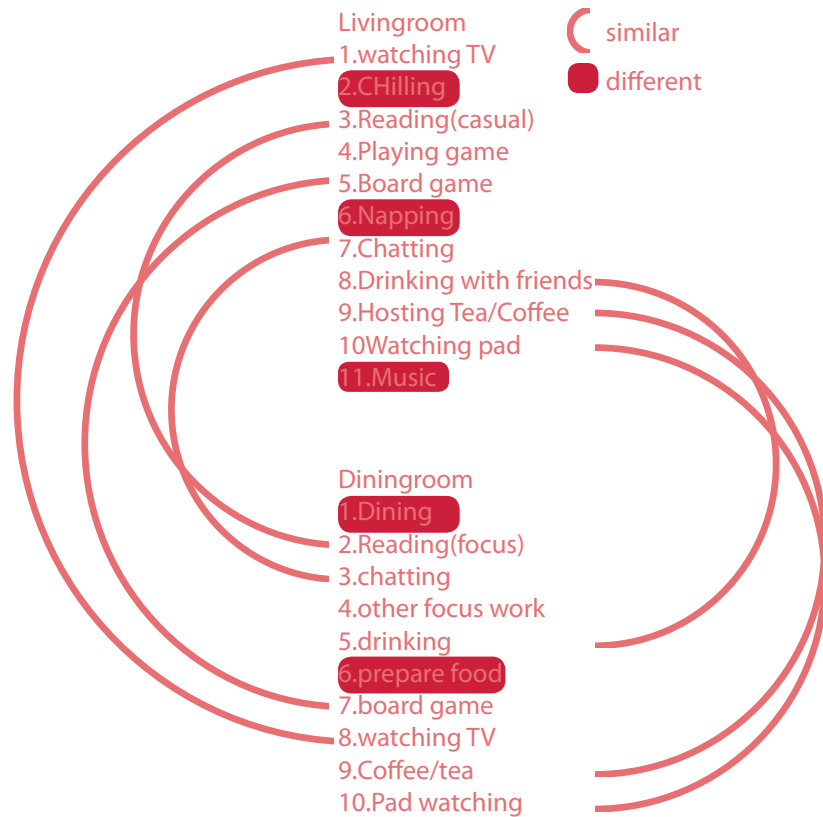 Livingroom
1.watching TV
2.CHilling
3.Reading(casual)
4.Playing game
5.Board game
6.Napping
7.Chatting
8.Drinking with friends
9.Hosting Tea/Coffee
10Watching pad
11.Music
similar
different
Diningroom
1.Dining
2.Reading(focus)
3.chatting
4.other focus work
5.drinking
6.prepare food
7.board game
8.watching TV
9.Coffee/tea
10.Pad watching